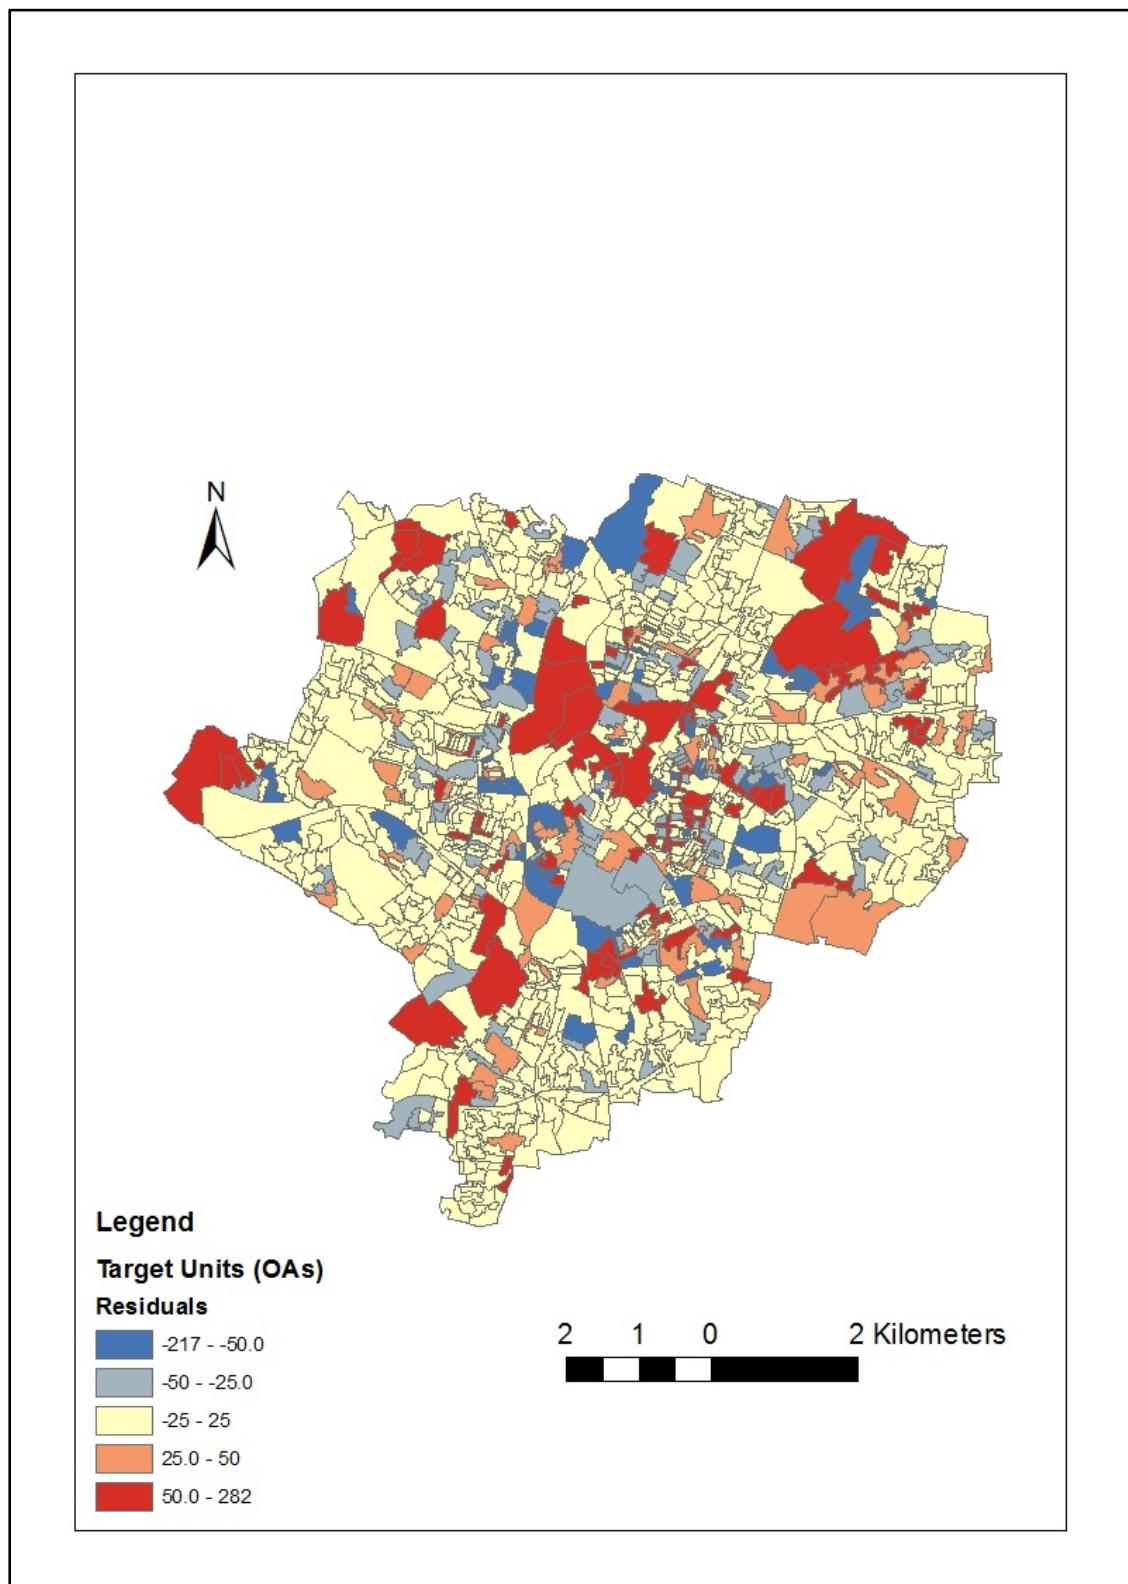 N
Legend
Target Units (OAs)
Residuals
-217 - -50.0
-50 - -25.0
-25 - 25
25.0 - 50
50.0 - 282
2 1 0 2 Kilometers